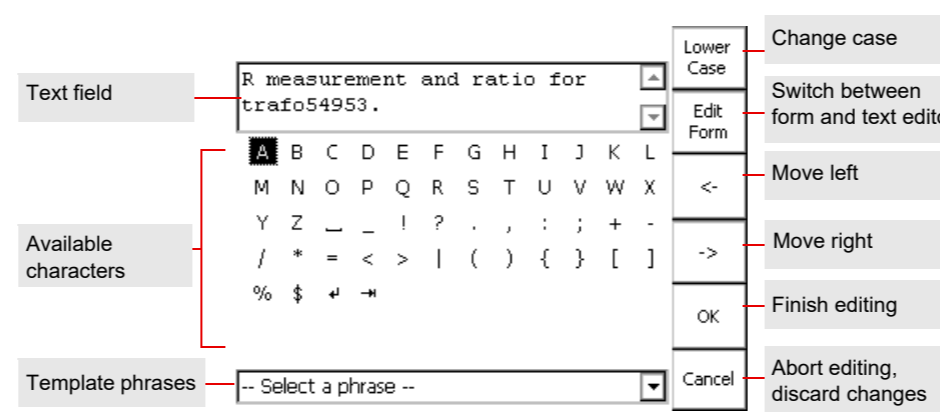 Lower
Case
Change case
Text field
R measurement and ratio for
trafo54953.
Edit
Form
Switch between
form and text edito
A B C D E F G H I J K L
M N O P Q R S T U V W X
<-
Move left
Y Z ⎵ _ ! ? . , : ; + -
Available
characters
/ * = < > | ( ) { } [ ]
->
Move right
% $ ↵ ⇥
OK
Finish editing
Template phrases
-- Select a phrase --
Cancel
Abort editing,
discard changes